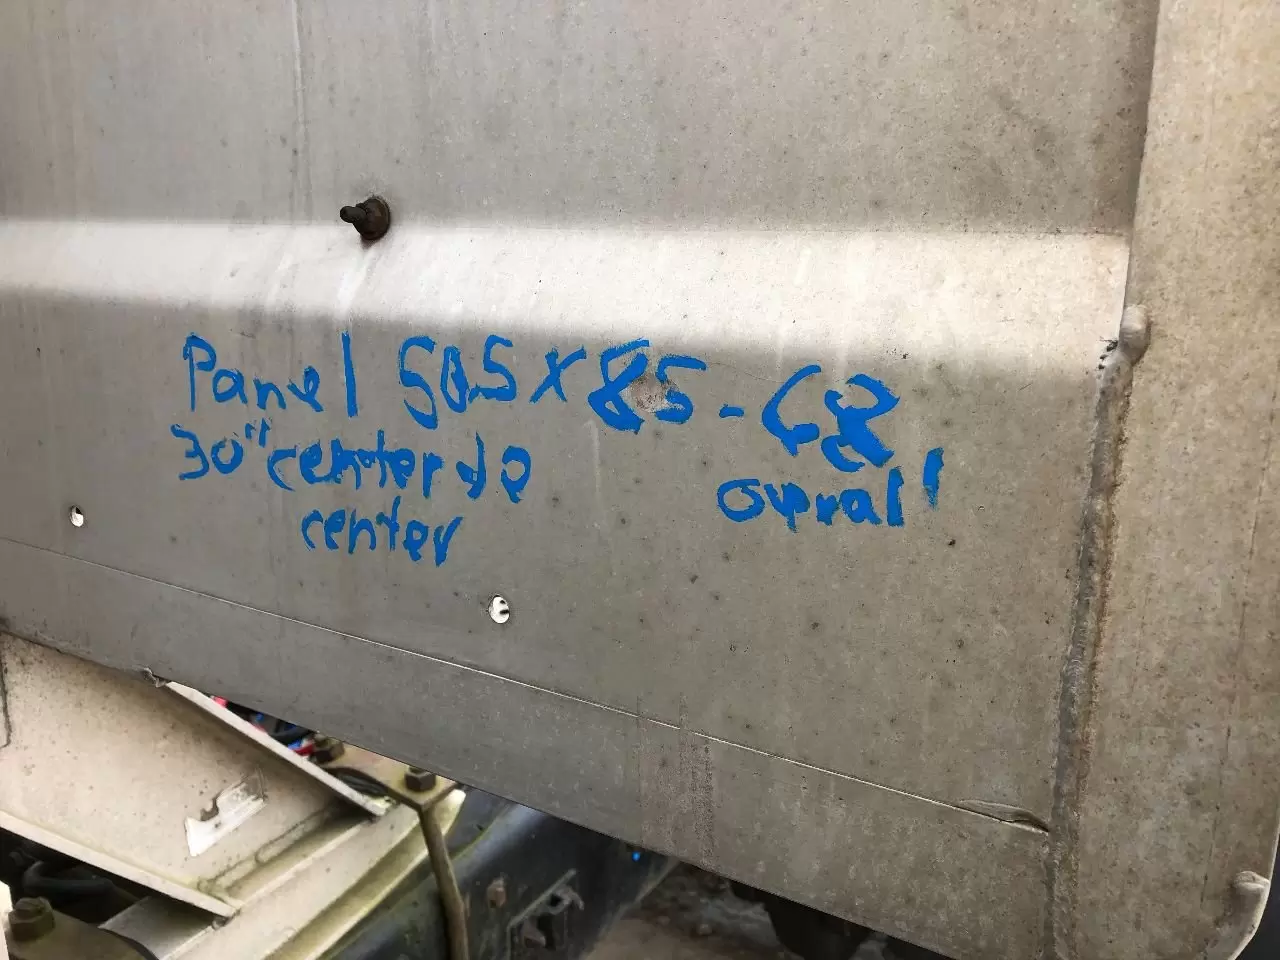 Panel 50.5 X 85 - 68
30" center to
center
overall